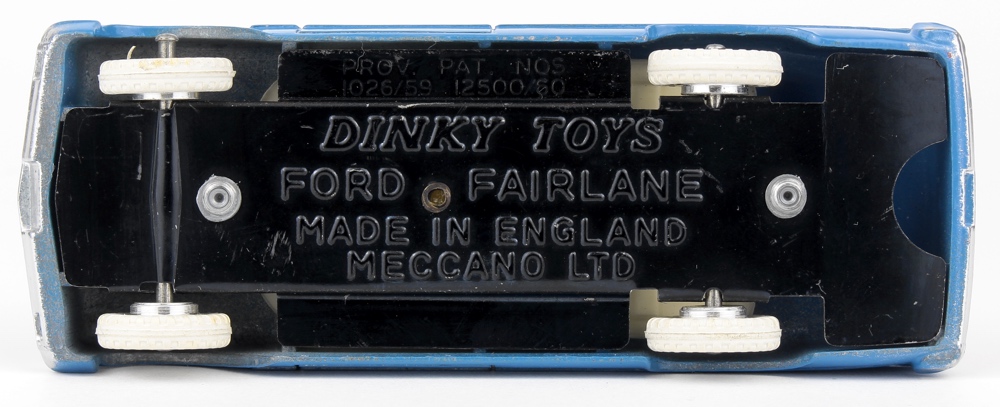 PROV. PAT. NOS
1026/59 12500/60
DINKY TOYS
FORD FAIRLANE
MADE IN ENGLAND
MECCANO LTD